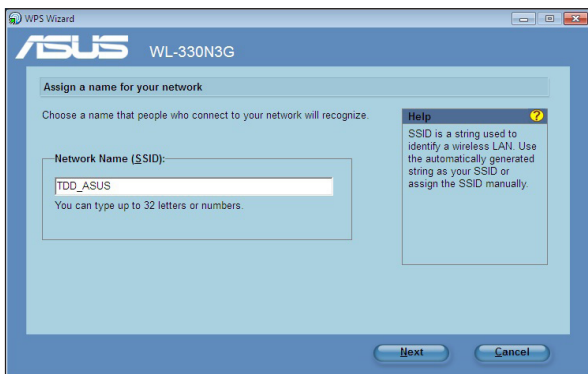 WPS Wizard
ASUS WL-330N3G
Assign a name for your network
Choose a name that people who connect to your network will recognize.
Network Name (SSID):
TDD_ASUS
You can type up to 32 letters or numbers.
Help ?
SSID is a string used to
identify a wireless LAN. Use
the automatically generated
string as your SSID or
assign the SSID manually.
Next Cancel